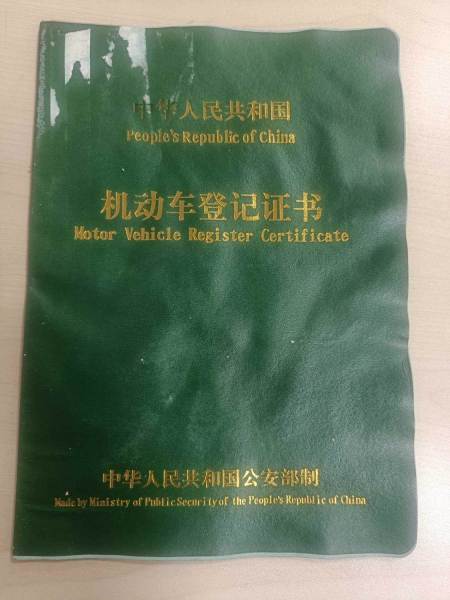 中华人民共和国
People's Republic of China
机动车登记证书
Motor Vehicle Register Certificate
中华人民共和国公安部制
Made by Ministry of Public Security of the People's Republic of China